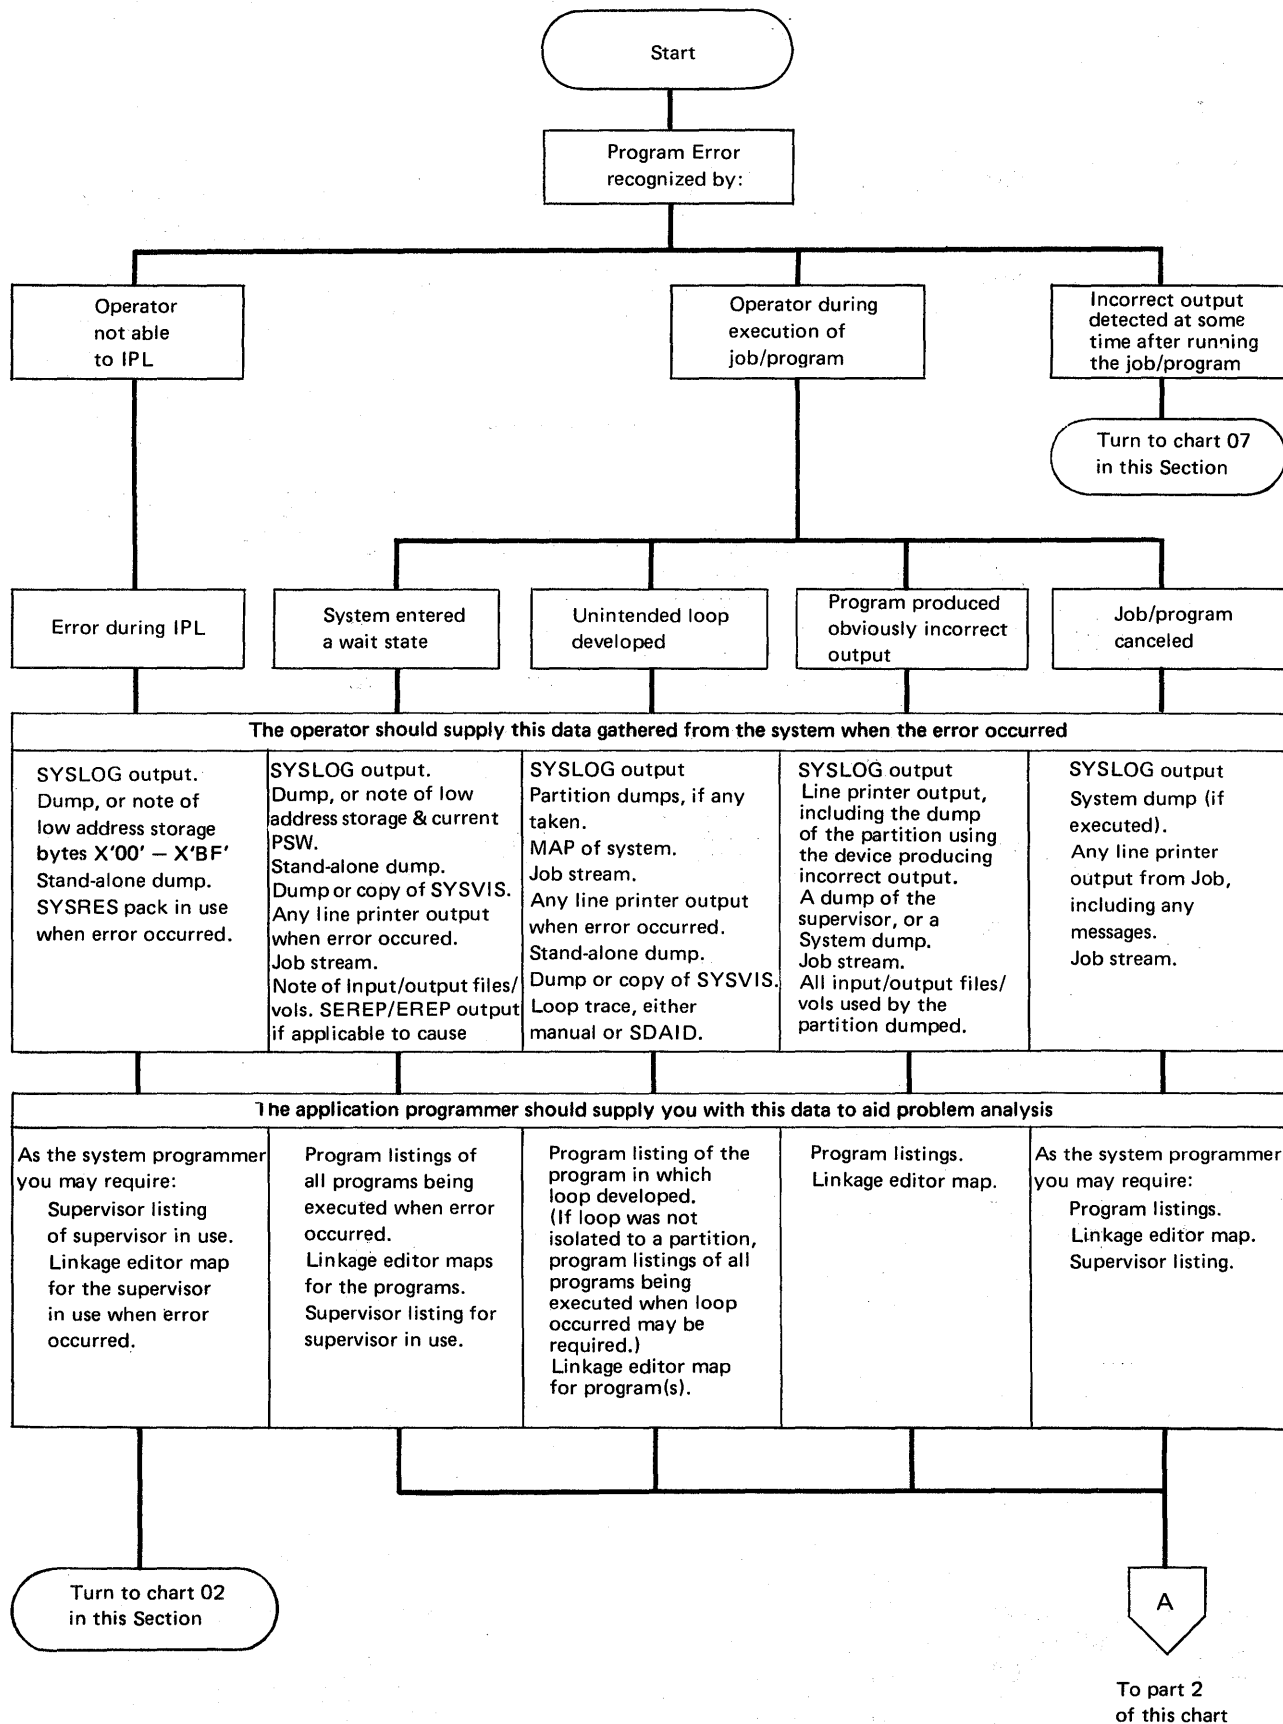 Start
Program Error
recognized by:
Operator
not able
to IPL
Operator during
execution of
job/program
Incorrect output
detected at some
time after running
the job/program
Turn to chart 07
in this Section
Error during IPL
System entered
a wait state
Unintended loop
developed
Program produced
obviously incorrect
output
Job/program
canceled
The operator should supply this data gathered from the system when the error occurred
SYSLOG output.
Dump, or note of
low address storage
bytes X'00' – X'BF'
Stand-alone dump.
SYSRES pack in use
when error occurred.
SYSLOG output.
Dump, or note of low
address storage & current
PSW.
Stand-alone dump.
Dump or copy of SYSVIS.
Any line printer output
when error occured.
Job stream.
Note of Input/output files/
vols. SEREP/EREP output
if applicable to cause
SYSLOG output
Partition dumps, if any
taken.
MAP of system.
Job stream.
Any line printer output
when error occurred.
Stand-alone dump.
Dump or copy of SYSVIS.
Loop trace, either
manual or SDAID.
SYSLOG output
Line printer output,
including the dump
of the partition using
the device producing
incorrect output.
A dump of the
supervisor, or a
System dump.
Job stream.
All input/output files/
vols used by the
partition dumped.
SYSLOG output
System dump (if
executed).
Any line printer
output from Job,
including any
messages.
Job stream.
The application programmer should supply you with this data to aid problem analysis
As the system programmer
you may require:
Supervisor listing
of supervisor in use.
Linkage editor map
for the supervisor
in use when error
occurred.
Program listings of
all programs being
executed when error
occurred.
Linkage editor maps
for the programs.
Supervisor listing for
supervisor in use.
Program listing of the
program in which
loop developed.
(If loop was not
isolated to a partition,
program listings of all
programs being
executed when loop
occurred may be
required.)
Linkage editor map
for program(s).
Program listings.
Linkage editor map.
As the system programmer
you may require:
Program listings.
Linkage editor map.
Supervisor listing.
Turn to chart 02
in this Section
A
To part 2
of this chart